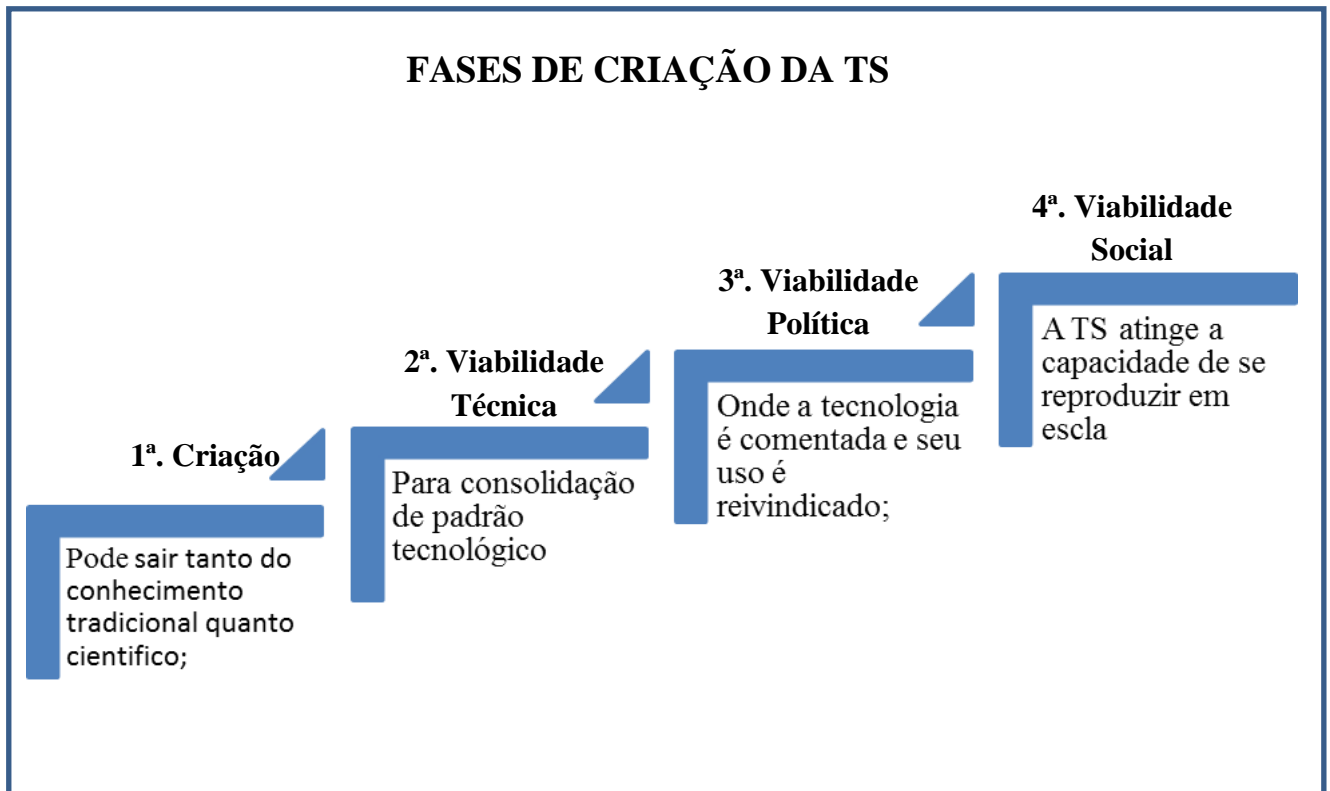 FASES DE CRIAÇÃO DA TS
1ª. Criação
Pode sair tanto do
conhecimento
tradicional quanto
cientifico;
2ª. Viabilidade
Técnica
Para consolidação
de padrão
tecnológico
3ª. Viabilidade
Política
Onde a tecnologia
é comentada e seu
uso é
reivindicado;
4ª. Viabilidade
Social
A TS atinge a
capacidade de se
reproduzir em
escla